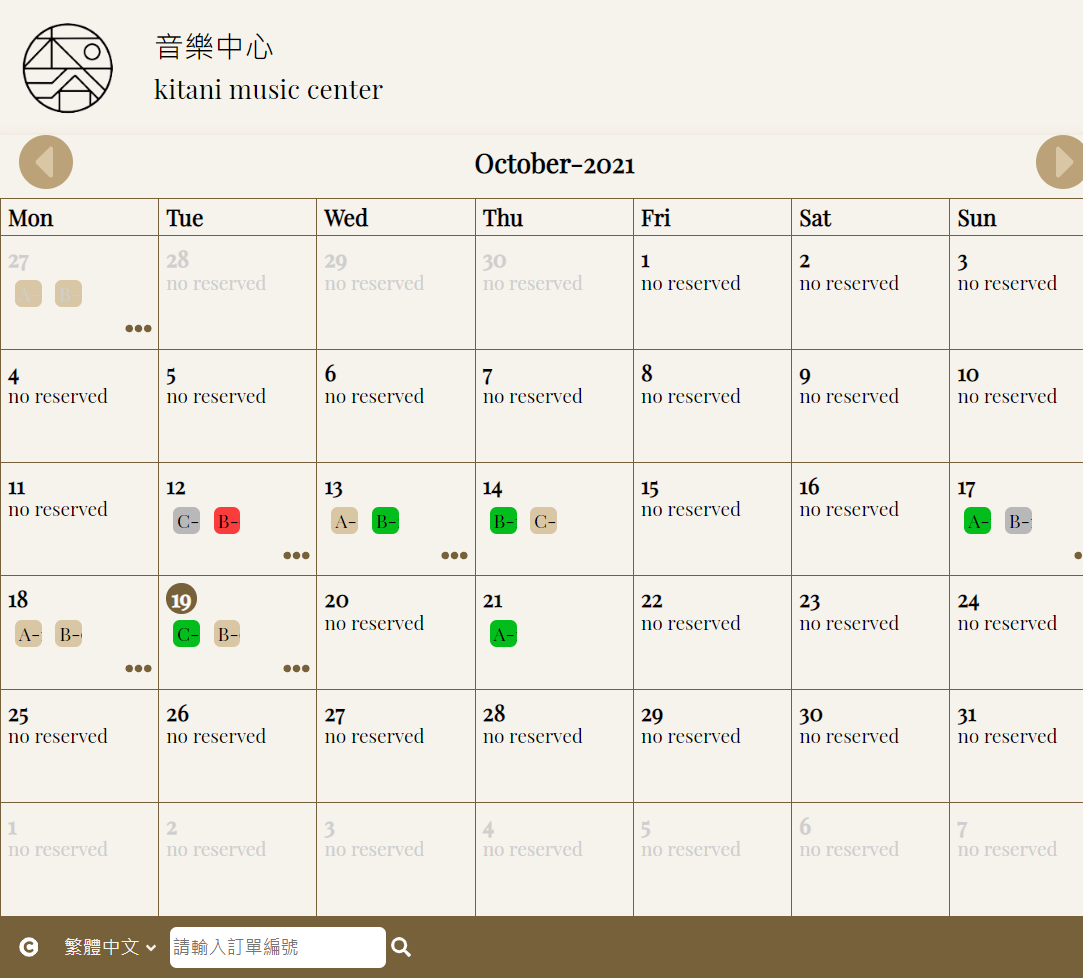 音樂中心
kitani music center
October-2021
Mon Tue Wed Thu Fri Sat Sun
27 28 29 30 1 2 3
A- B- no reserved no reserved no reserved no reserved no reserved no reserved
4 5 6 7 8 9 10
no reserved no reserved no reserved no reserved no reserved no reserved no reserved
11 12 13 14 15 16 17
no reserved C- B- A- B- B- C- no reserved no reserved A- B-
18 19 20 21 22 23 24
A- B- C- B- no reserved A- no reserved no reserved no reserved
25 26 27 28 29 30 31
no reserved no reserved no reserved no reserved no reserved no reserved no reserved
1 2 3 4 5 6 7
no reserved no reserved no reserved no reserved no reserved no reserved no reserved
繁體中文 請輸入訂單編號